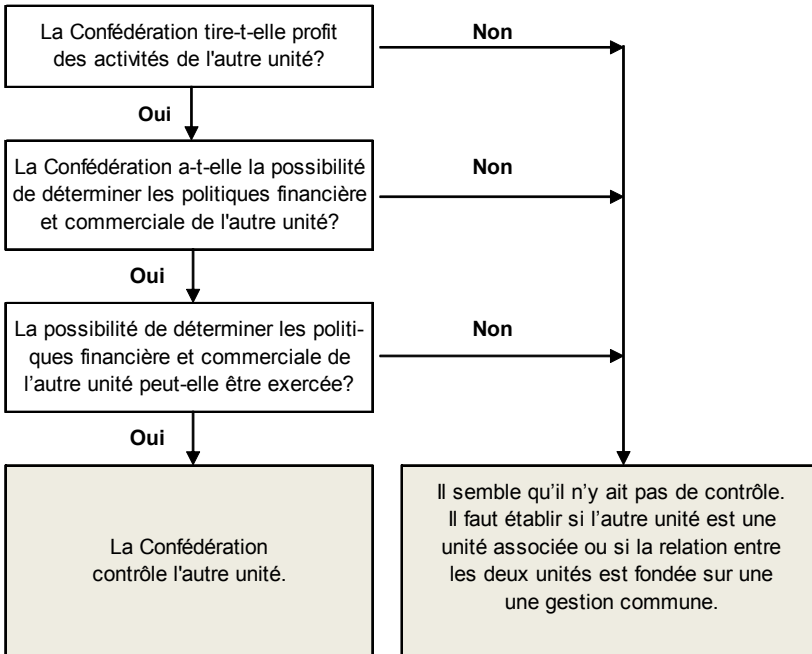 La Confédération tire-t-elle profit
des activités de l'autre unité?
Non
Oui
La Confédération a-t-elle la possibilité
de déterminer les politiques financière
et commerciale de l'autre unité?
Non
Oui
La possibilité de déterminer les politi-
ques financière et commerciale de
l’autre unité peut-elle être exercée?
Non
Oui
La Confédération
contrôle l'autre unité.
Il semble qu’il n’y ait pas de contrôle.
Il faut établir si l’autre unité est une
unité associée ou si la relation entre
les deux unités est fondée sur une
une gestion commune.